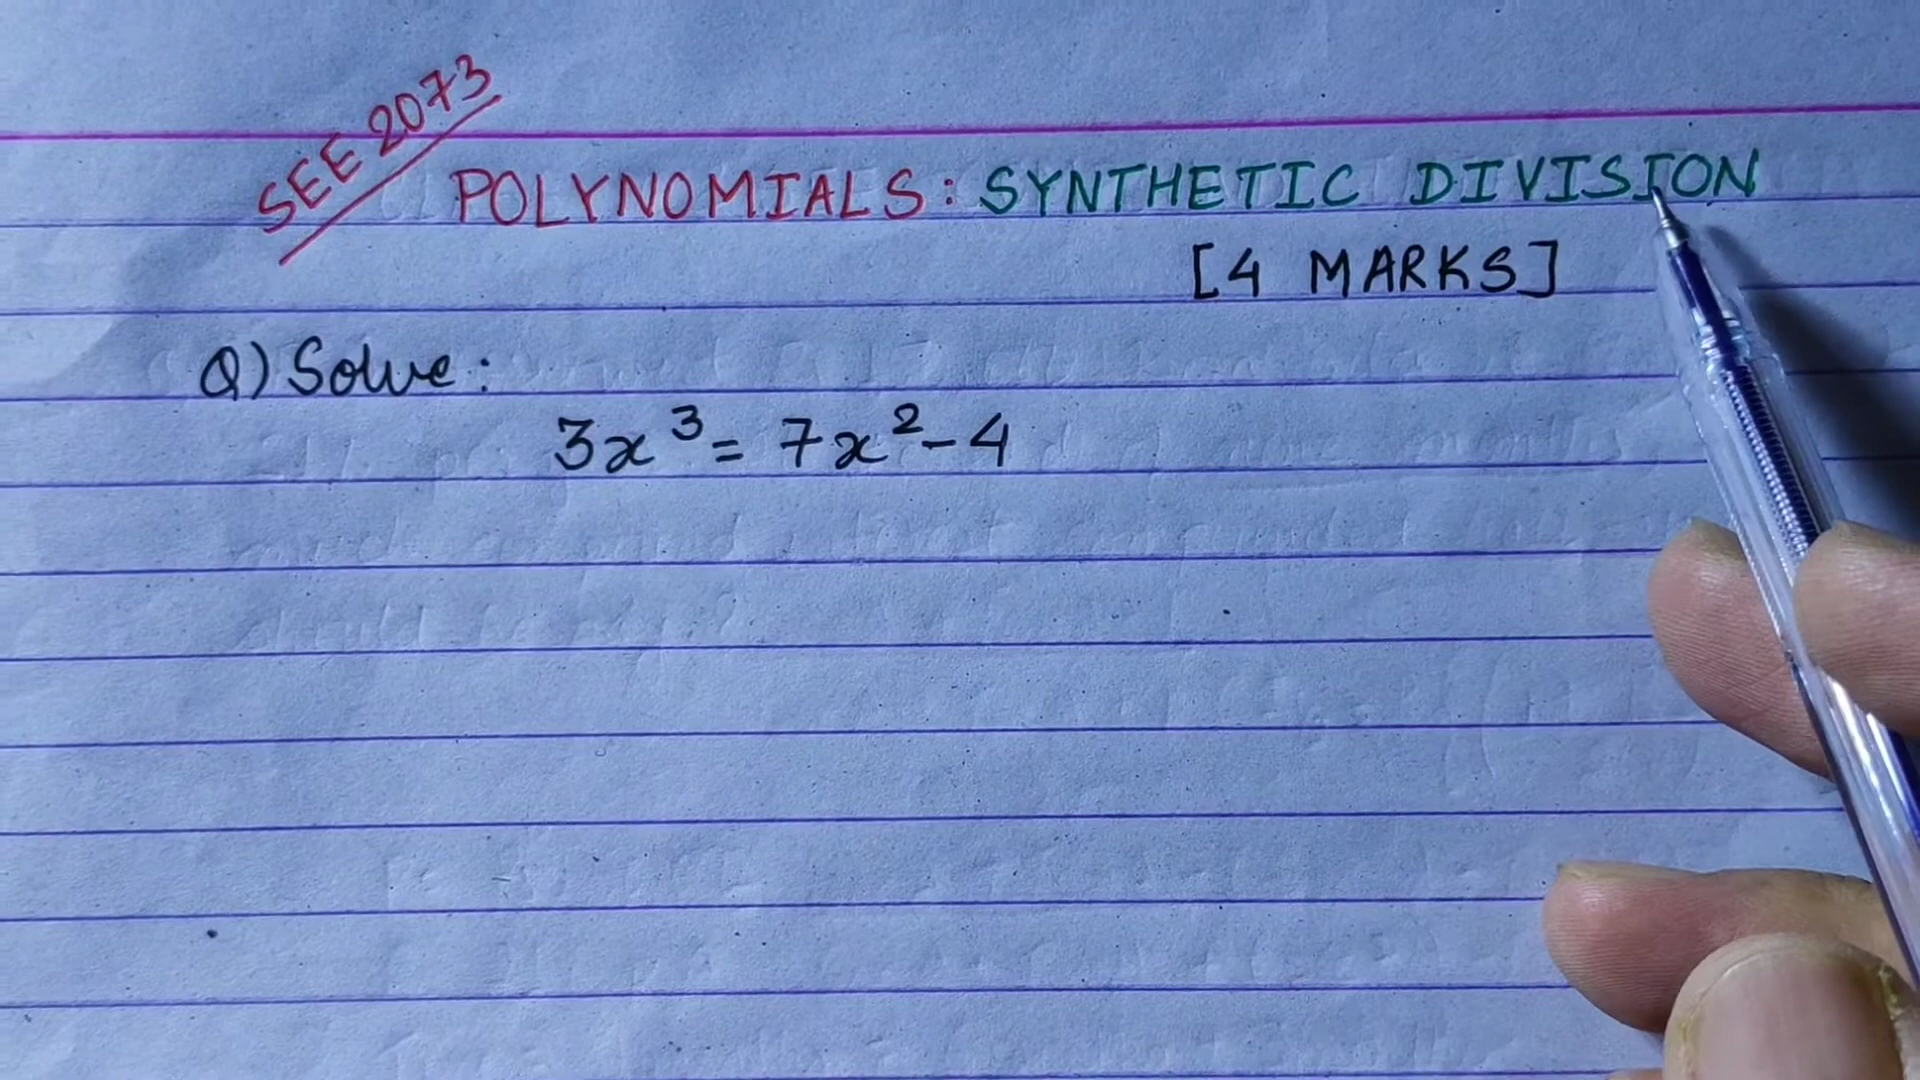 SEE 2073
POLYNOMIALS: SYNTHETIC DIVISION
[4 MARKS]
Q) Solve:
3x³ = 7x² - 4